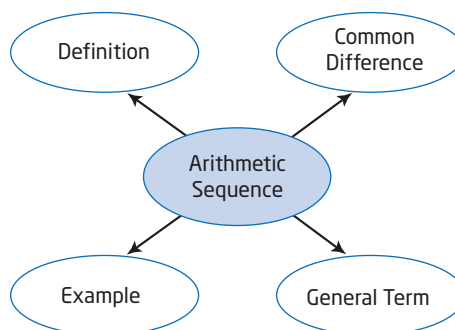 Definition
Common
Difference
Arithmetic
Sequence
Example
General Term